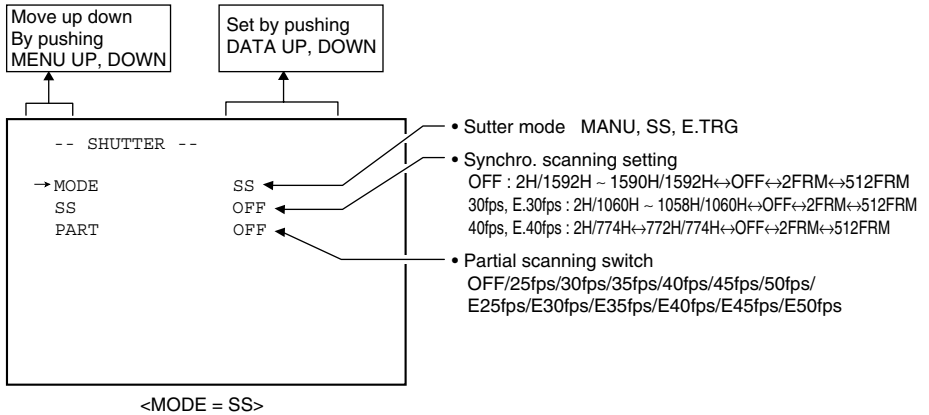 Move up down
By pushing
MENU UP, DOWN
Set by pushing
DATA UP, DOWN
-- SHUTTER --
→MODE SS
SS OFF
PART OFF
• Sutter mode MANU, SS, E.TRG
• Synchro. scanning setting
OFF : 2H/1592H ~ 1590H/1592H↔OFF↔2FRM↔512FRM
30fps, E.30fps : 2H/1060H ~ 1058H/1060H↔OFF↔2FRM↔512FRM
40fps, E.40fps : 2H/774H↔772H/774H↔OFF↔2FRM↔512FRM
• Partial scanning switch
OFF/25fps/30fps/35fps/40fps/45fps/50fps/
E25fps/E30fps/E35fps/E40fps/E45fps/E50fps
<MODE = SS>